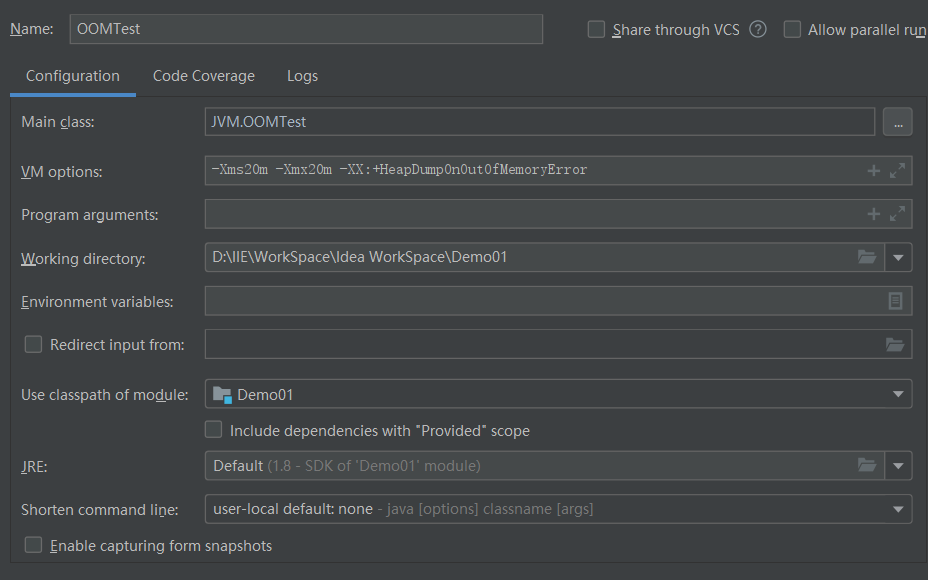 Name: OOMTest Share through VCS ? Allow parallel run
Configuration Code Coverage Logs
Main class: JVM.OOMTest ...
VM options: -Xms20m -Xmx20m -XX:+HeapDumpOnOutOfMemoryError
Program arguments:
Working directory: D:\IIE\WorkSpace\Idea WorkSpace\Demo01
Environment variables:
Redirect input from:
Use classpath of module: Demo01
Include dependencies with "Provided" scope
JRE: Default (1.8 - SDK of 'Demo01' module)
Shorten command line: user-local default: none - java [options] classname [args]
Enable capturing form snapshots